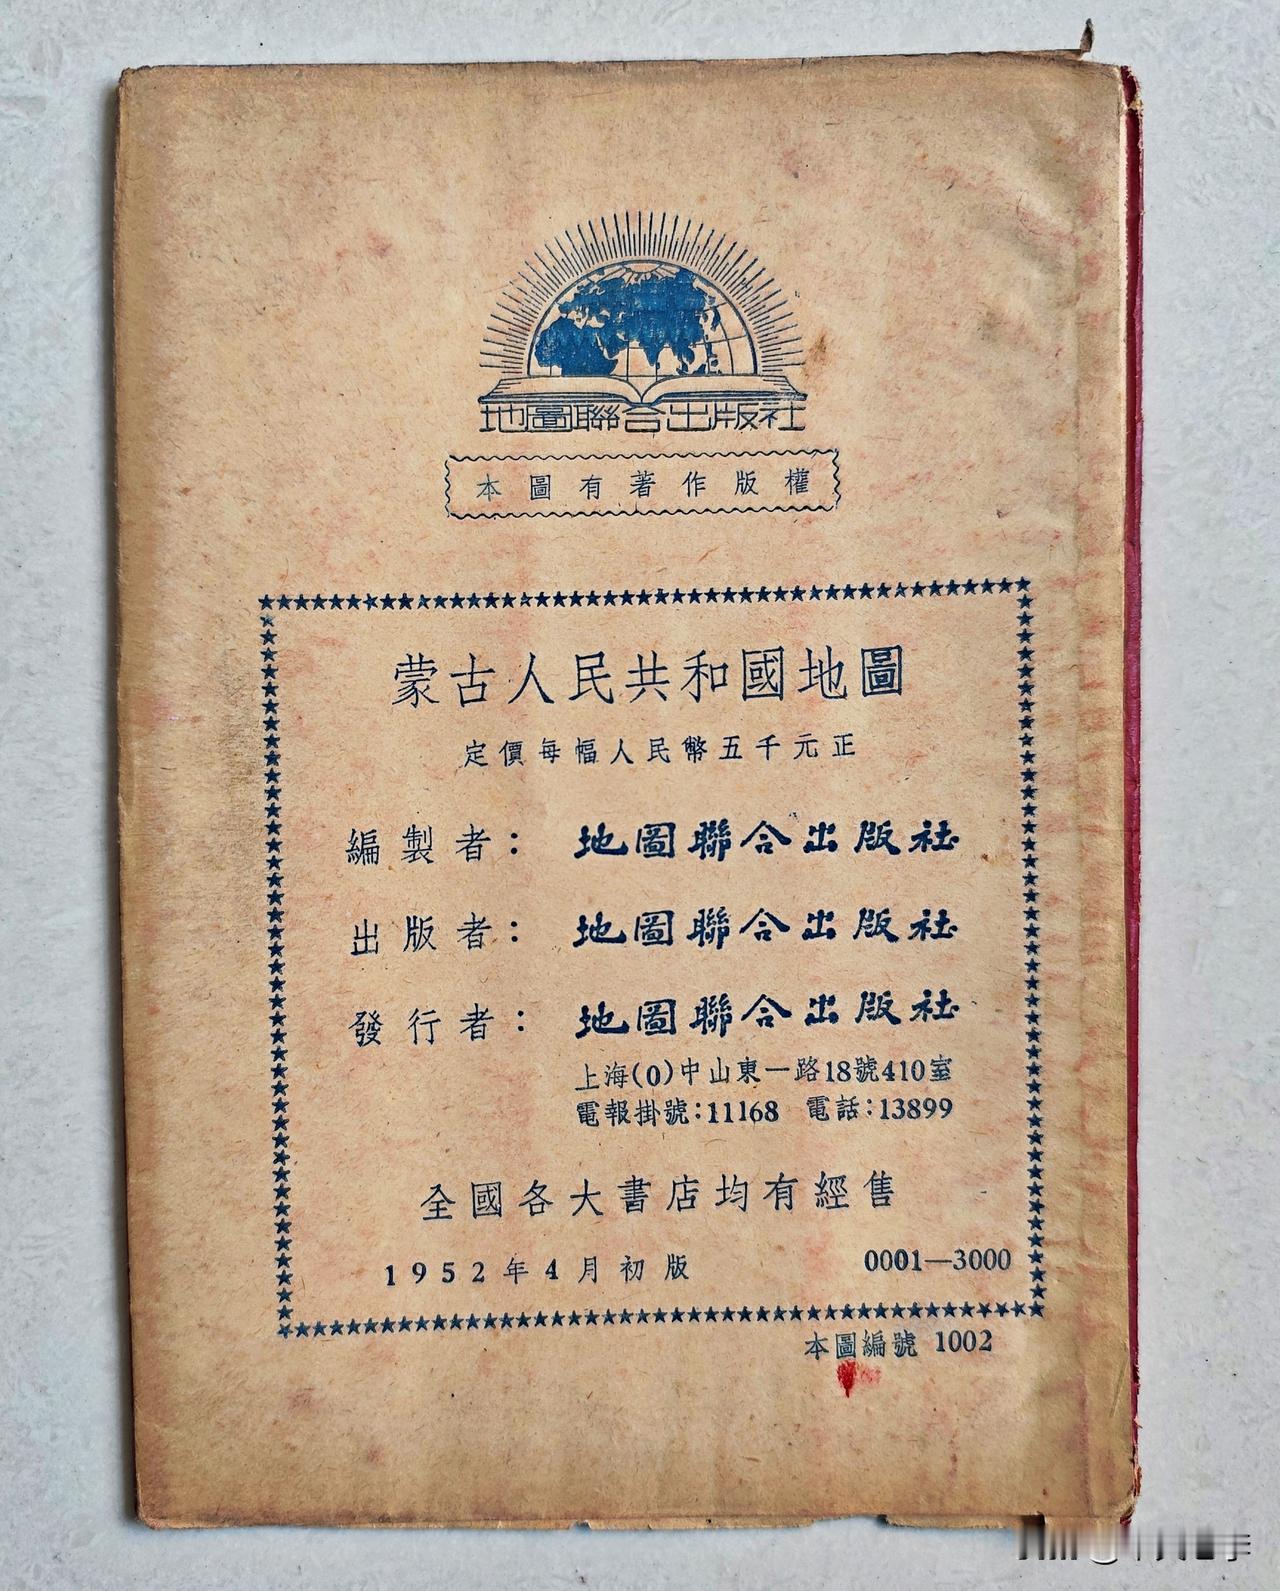 地圖聯合出版社
本圖有著作版權
蒙古人民共和國地圖
定價每幅人民幣五千元正
編製者：地圖聯合出版社
出版者：地圖聯合出版社
發行者：地圖聯合出版社
上海(0)中山東一路18號410室
電報掛號：11168 電話：13899
全國各大書店均有經售
1952年4月初版 0001—3000
本圖編號 1002